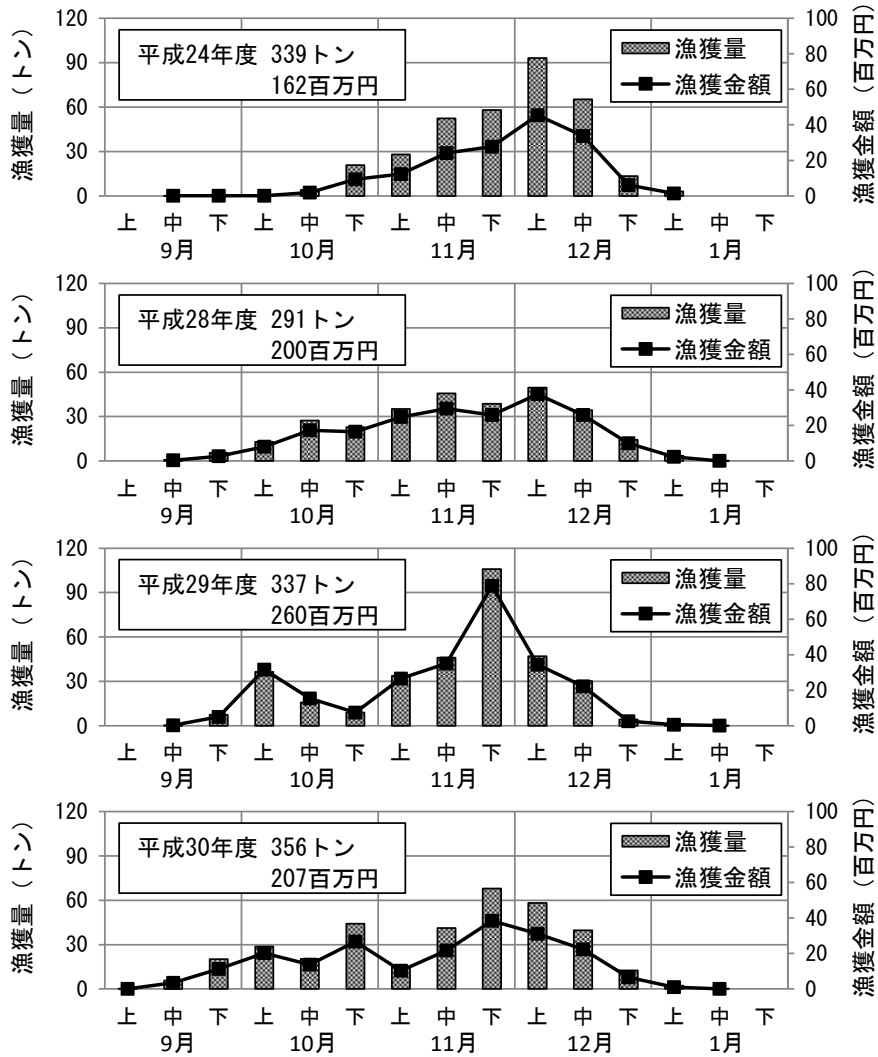 漁獲量（トン）
120
90
60
30
0
平成24年度 339トン
162百万円
漁獲量
漁獲金額
100
80
60
40
20
0
漁獲金額（百万円）
上 中 下 上 中 下 上 中 下 上 中 下 上 中 下
9月 10月 11月 12月 1月
漁獲量（トン）
120
90
60
30
0
平成28年度 291トン
200百万円
漁獲量
漁獲金額
100
80
60
40
20
0
漁獲金額（百万円）
上 中 下 上 中 下 上 中 下 上 中 下 上 中 下
9月 10月 11月 12月 1月
漁獲量（トン）
120
90
60
30
0
平成29年度 337トン
260百万円
漁獲量
漁獲金額
100
80
60
40
20
0
漁獲金額（百万円）
上 中 下 上 中 下 上 中 下 上 中 下 上 中 下
9月 10月 11月 12月 1月
漁獲量（トン）
120
90
60
30
0
平成30年度 356トン
207百万円
漁獲量
漁獲金額
100
80
60
40
20
0
漁獲金額（百万円）
上 中 下 上 中 下 上 中 下 上 中 下 上 中 下
9月 10月 11月 12月 1月